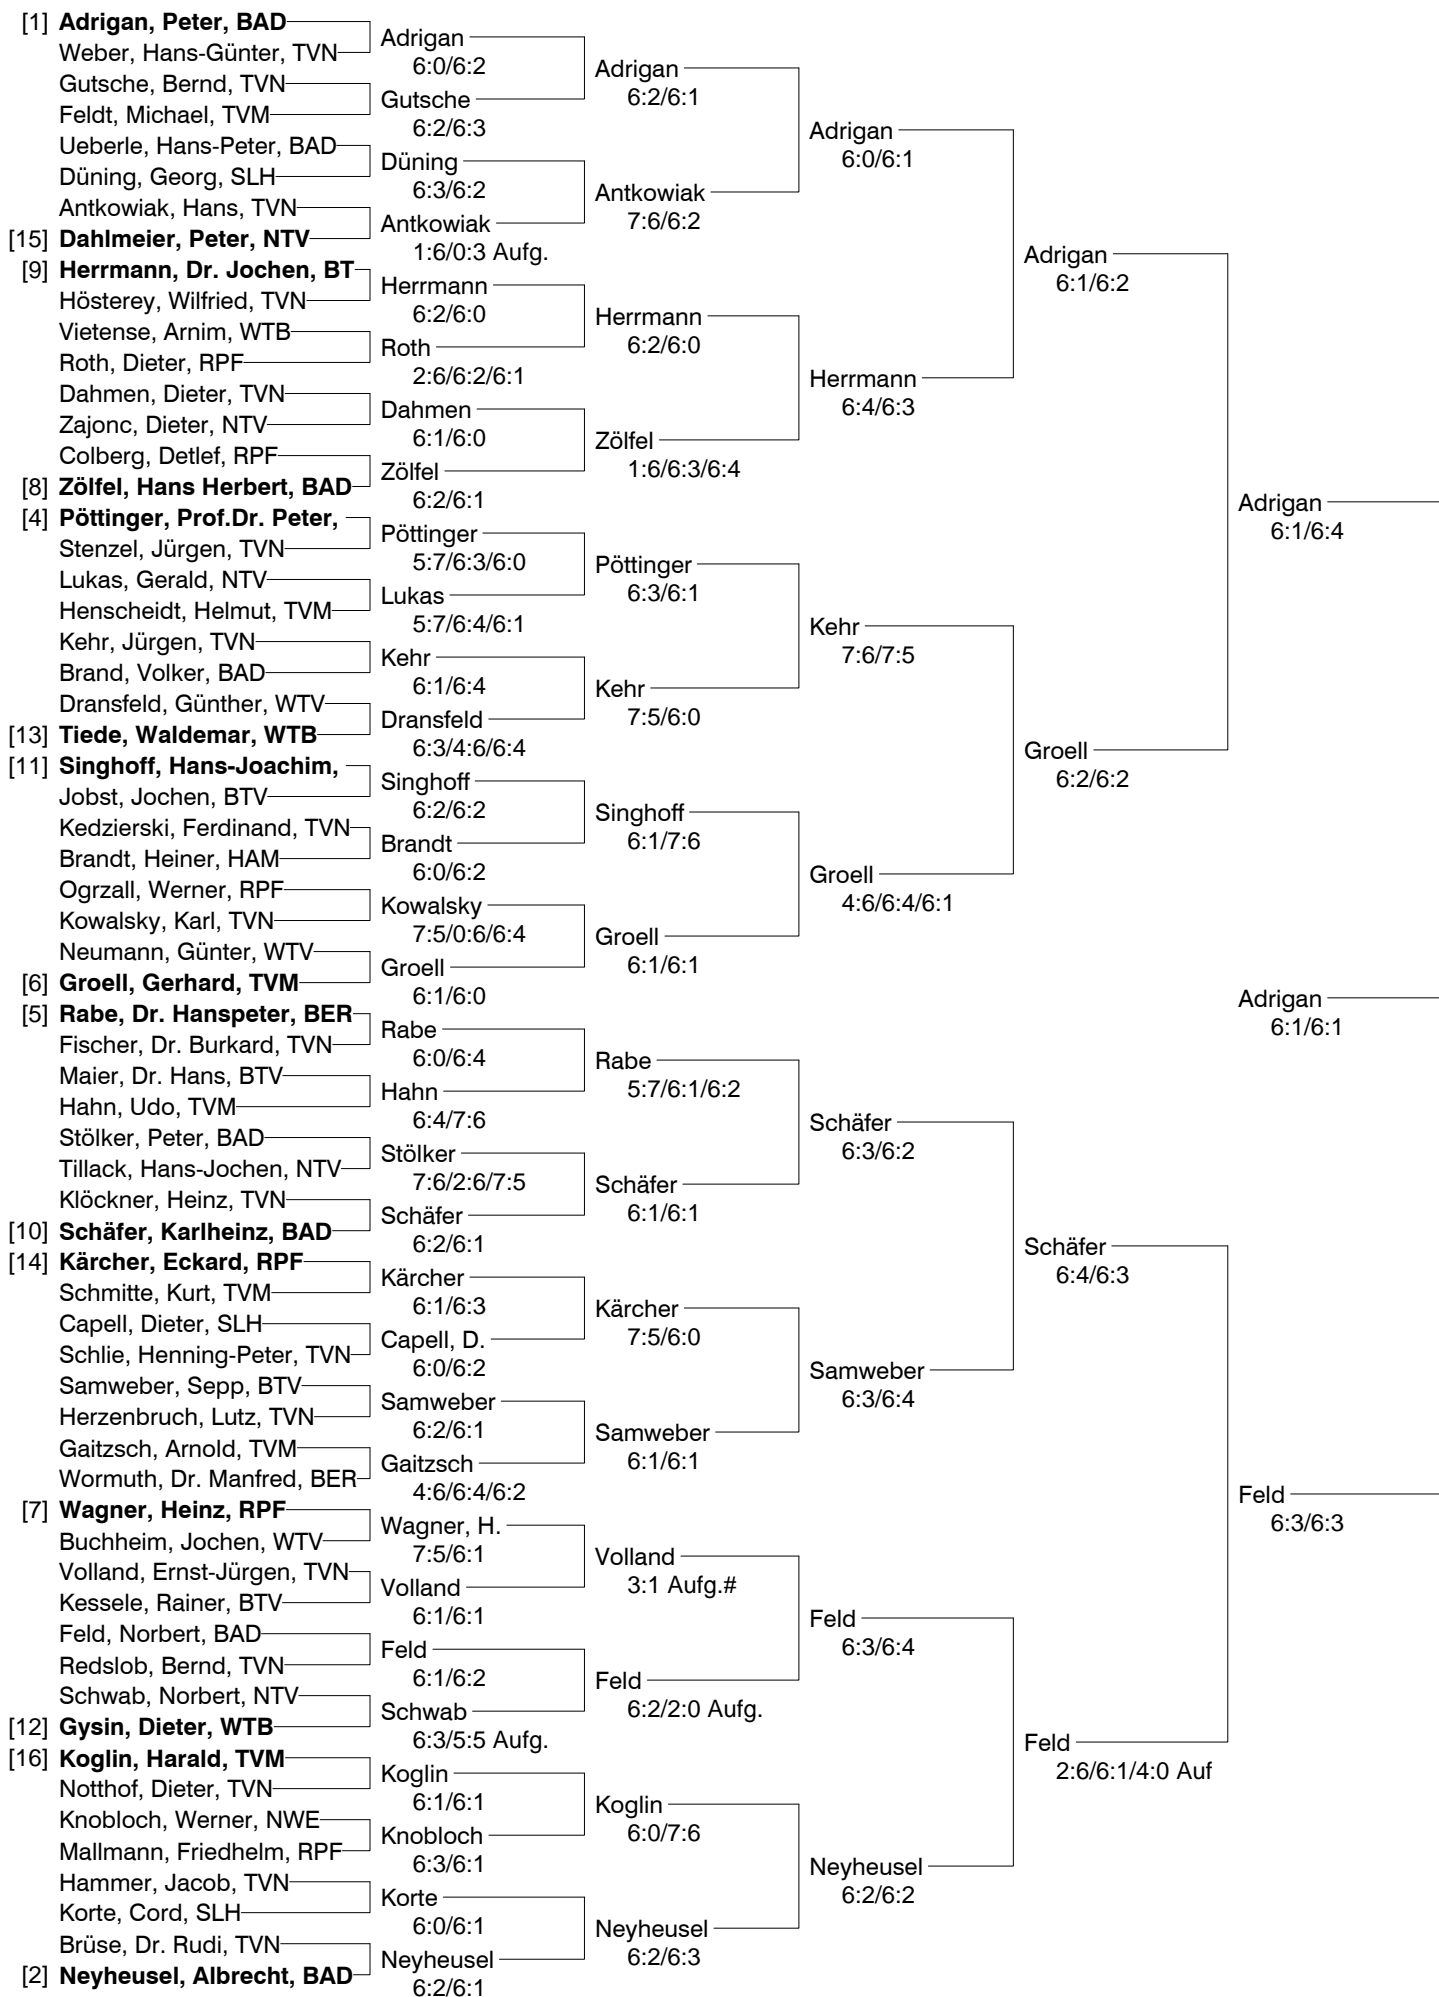 [1] Adrigan, Peter, BAD
Weber, Hans-Günter, TVN
Gutsche, Bernd, TVN
Feldt, Michael, TVM
Ueberle, Hans-Peter, BAD
Düning, Georg, SLH
Antkowiak, Hans, TVN
[15] Dahlmeier, Peter, NTV
[9] Herrmann, Dr. Jochen, BT
Hösterey, Wilfried, TVN
Vietense, Arnim, WTB
Roth, Dieter, RPF
Dahmen, Dieter, TVN
Zajonc, Dieter, NTV
Colberg, Detlef, RPF
[8] Zölfel, Hans Herbert, BAD
[4] Pöttinger, Prof.Dr. Peter,
Stenzel, Jürgen, TVN
Lukas, Gerald, NTV
Henscheidt, Helmut, TVM
Kehr, Jürgen, TVN
Brand, Volker, BAD
Dransfeld, Günther, WTV
[13] Tiede, Waldemar, WTB
[11] Singhoff, Hans-Joachim,
Jobst, Jochen, BTV
Kedzierski, Ferdinand, TVN
Brandt, Heiner, HAM
Ogrzall, Werner, RPF
Kowalsky, Karl, TVN
Neumann, Günter, WTV
[6] Groell, Gerhard, TVM
[5] Rabe, Dr. Hanspeter, BER
Fischer, Dr. Burkard, TVN
Maier, Dr. Hans, BTV
Hahn, Udo, TVM
Stölker, Peter, BAD
Tillack, Hans-Jochen, NTV
Klöckner, Heinz, TVN
[10] Schäfer, Karlheinz, BAD
[14] Kärcher, Eckard, RPF
Schmitte, Kurt, TVM
Capell, Dieter, SLH
Schlie, Henning-Peter, TVN
Samweber, Sepp, BTV
Herzenbruch, Lutz, TVN
Gaitzsch, Arnold, TVM
Wormuth, Dr. Manfred, BER
[7] Wagner, Heinz, RPF
Buchheim, Jochen, WTV
Volland, Ernst-Jürgen, TVN
Kessele, Rainer, BTV
Feld, Norbert, BAD
Redslob, Bernd, TVN
Schwab, Norbert, NTV
[12] Gysin, Dieter, WTB
[16] Koglin, Harald, TVM
Notthof, Dieter, TVN
Knobloch, Werner, NWE
Mallmann, Friedhelm, RPF
Hammer, Jacob, TVN
Korte, Cord, SLH
Brüse, Dr. Rudi, TVN
[2] Neyheusel, Albrecht, BAD
Adrigan
6:0/6:2
Gutsche
6:2/6:3
Düning
6:3/6:2
Antkowiak
1:6/0:3 Aufg.
Herrmann
6:2/6:0
Roth
2:6/6:2/6:1
Dahmen
6:1/6:0
Zölfel
6:2/6:1
Pöttinger
5:7/6:3/6:0
Lukas
5:7/6:4/6:1
Kehr
6:1/6:4
Dransfeld
6:3/4:6/6:4
Singhoff
6:2/6:2
Brandt
6:0/6:2
Kowalsky
7:5/0:6/6:4
Groell
6:1/6:0
Rabe
6:0/6:4
Hahn
6:4/7:6
Stölker
7:6/2:6/7:5
Schäfer
6:2/6:1
Kärcher
6:1/6:3
Capell, D.
6:0/6:2
Samweber
6:2/6:1
Gaitzsch
4:6/6:4/6:2
Wagner, H.
7:5/6:1
Volland
6:1/6:1
Feld
6:1/6:2
Schwab
6:3/5:5 Aufg.
Koglin
6:1/6:1
Knobloch
6:3/6:1
Korte
6:0/6:1
Neyheusel
6:2/6:1
Adrigan
6:2/6:1
Antkowiak
7:6/6:2
Herrmann
6:2/6:0
Zölfel
1:6/6:3/6:4
Pöttinger
6:3/6:1
Kehr
7:5/6:0
Singhoff
6:1/7:6
Groell
6:1/6:1
Rabe
5:7/6:1/6:2
Schäfer
6:1/6:1
Kärcher
7:5/6:0
Samweber
6:1/6:1
Volland
3:1 Aufg.#
Feld
6:2/2:0 Aufg.
Koglin
6:0/7:6
Neyheusel
6:2/6:3
Adrigan
6:0/6:1
Herrmann
6:4/6:3
Kehr
7:6/7:5
Groell
4:6/6:4/6:1
Schäfer
6:3/6:2
Samweber
6:3/6:4
Feld
6:3/6:4
Neyheusel
6:2/6:2
Adrigan
6:1/6:2
Groell
6:2/6:2
Schäfer
6:4/6:3
Feld
2:6/6:1/4:0 Auf
Adrigan
6:1/6:4
Adrigan
6:1/6:1
Feld
6:3/6:3